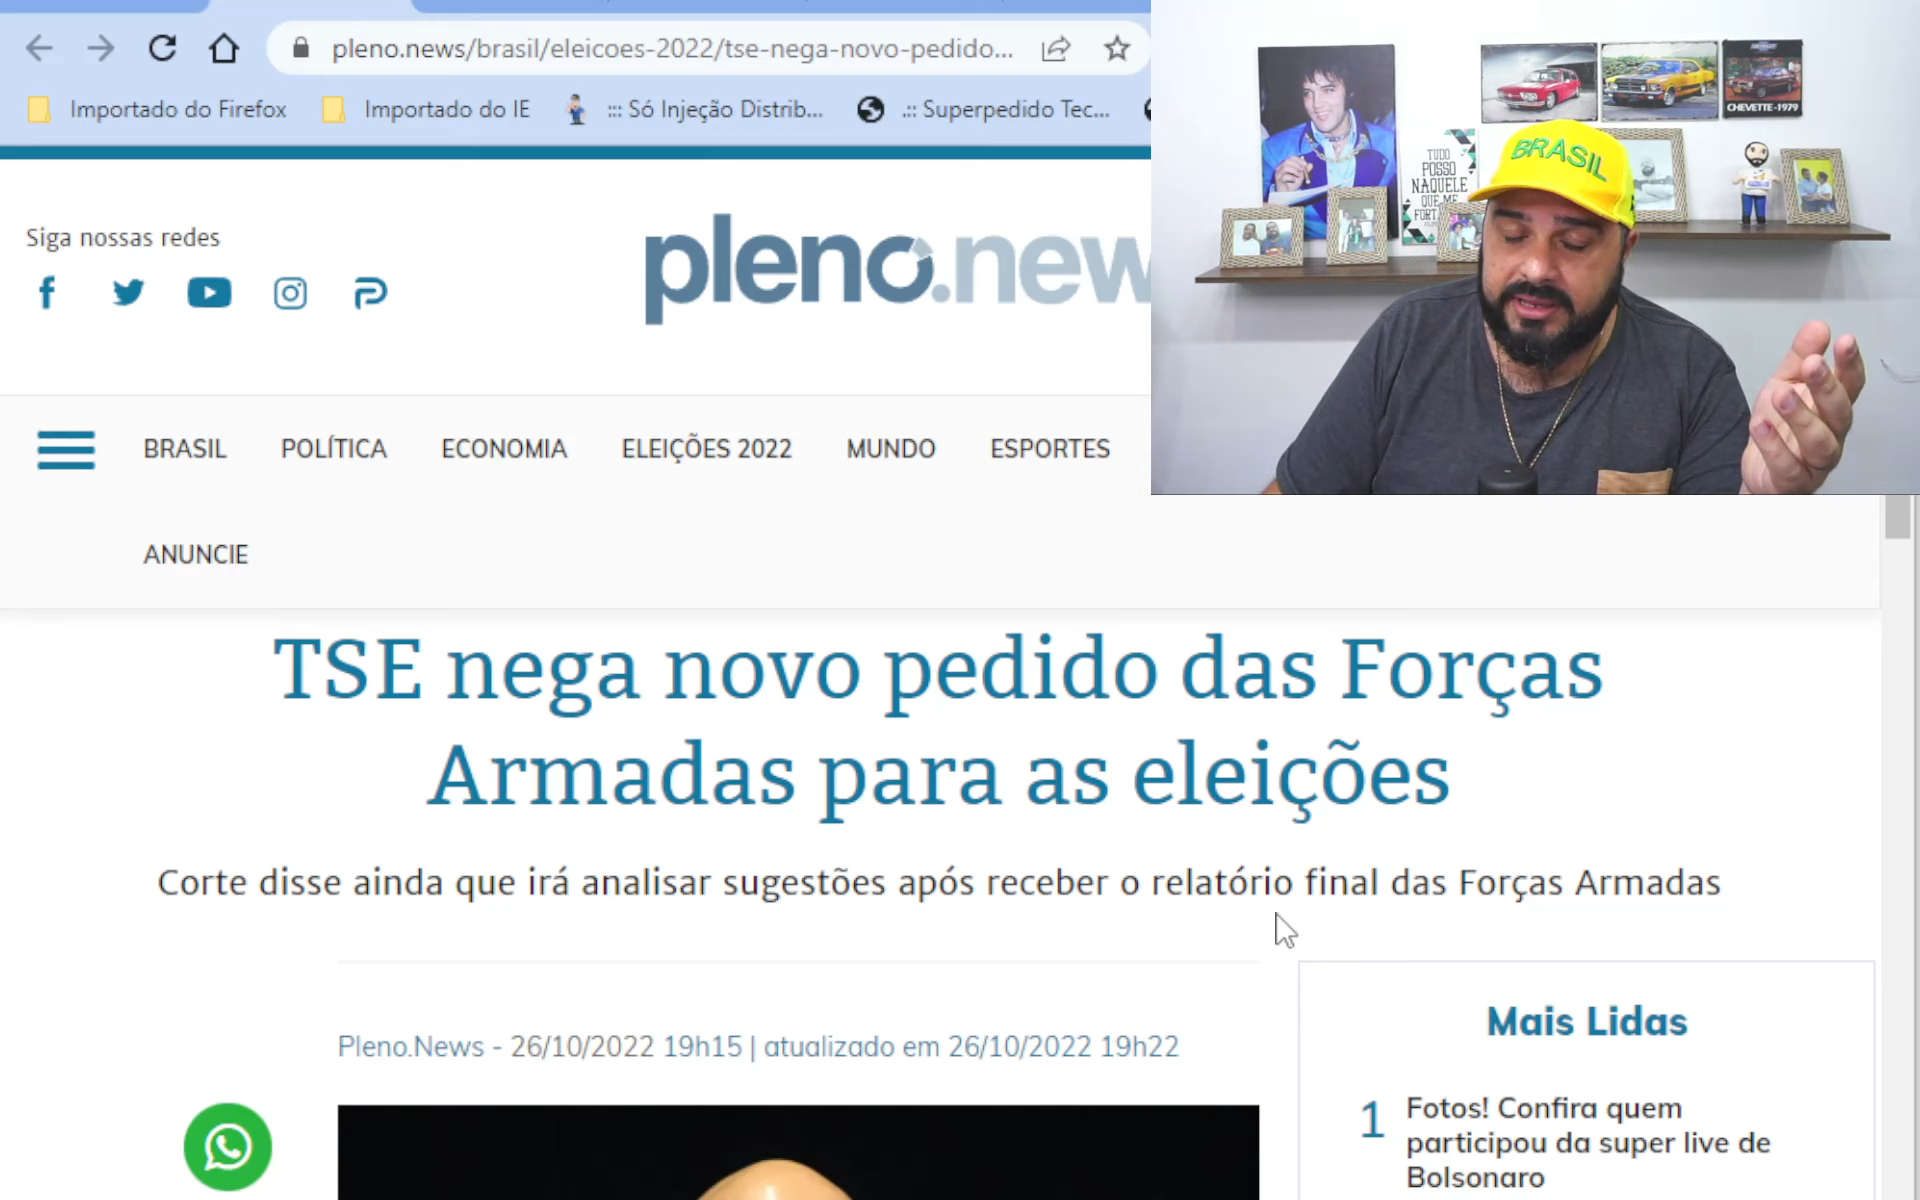 pleno.news/brasil/eleicoes-2022/tse-nega-novo-pedido...
Importado do Firefox
Importado do IE
::: Só Injeção Distrib...
.:: Superpedido Tec...
Siga nossas redes
pleno.new
BRASIL
POLÍTICA
ECONOMIA
ELEIÇÕES 2022
MUNDO
ESPORTES
ANUNCIE
CHEVETTE-1979
TUDO
POSSO
NAQUELE
QUE ME
FORT
BRASIL
TSE nega novo pedido das Forças
Armadas para as eleições
Corte disse ainda que irá analisar sugestões após receber o relatório final das Forças Armadas
Pleno.News - 26/10/2022 19h15 | atualizado em 26/10/2022 19h22
Mais Lidas
1 Fotos! Confira quem
participou da super live de
Bolsonaro